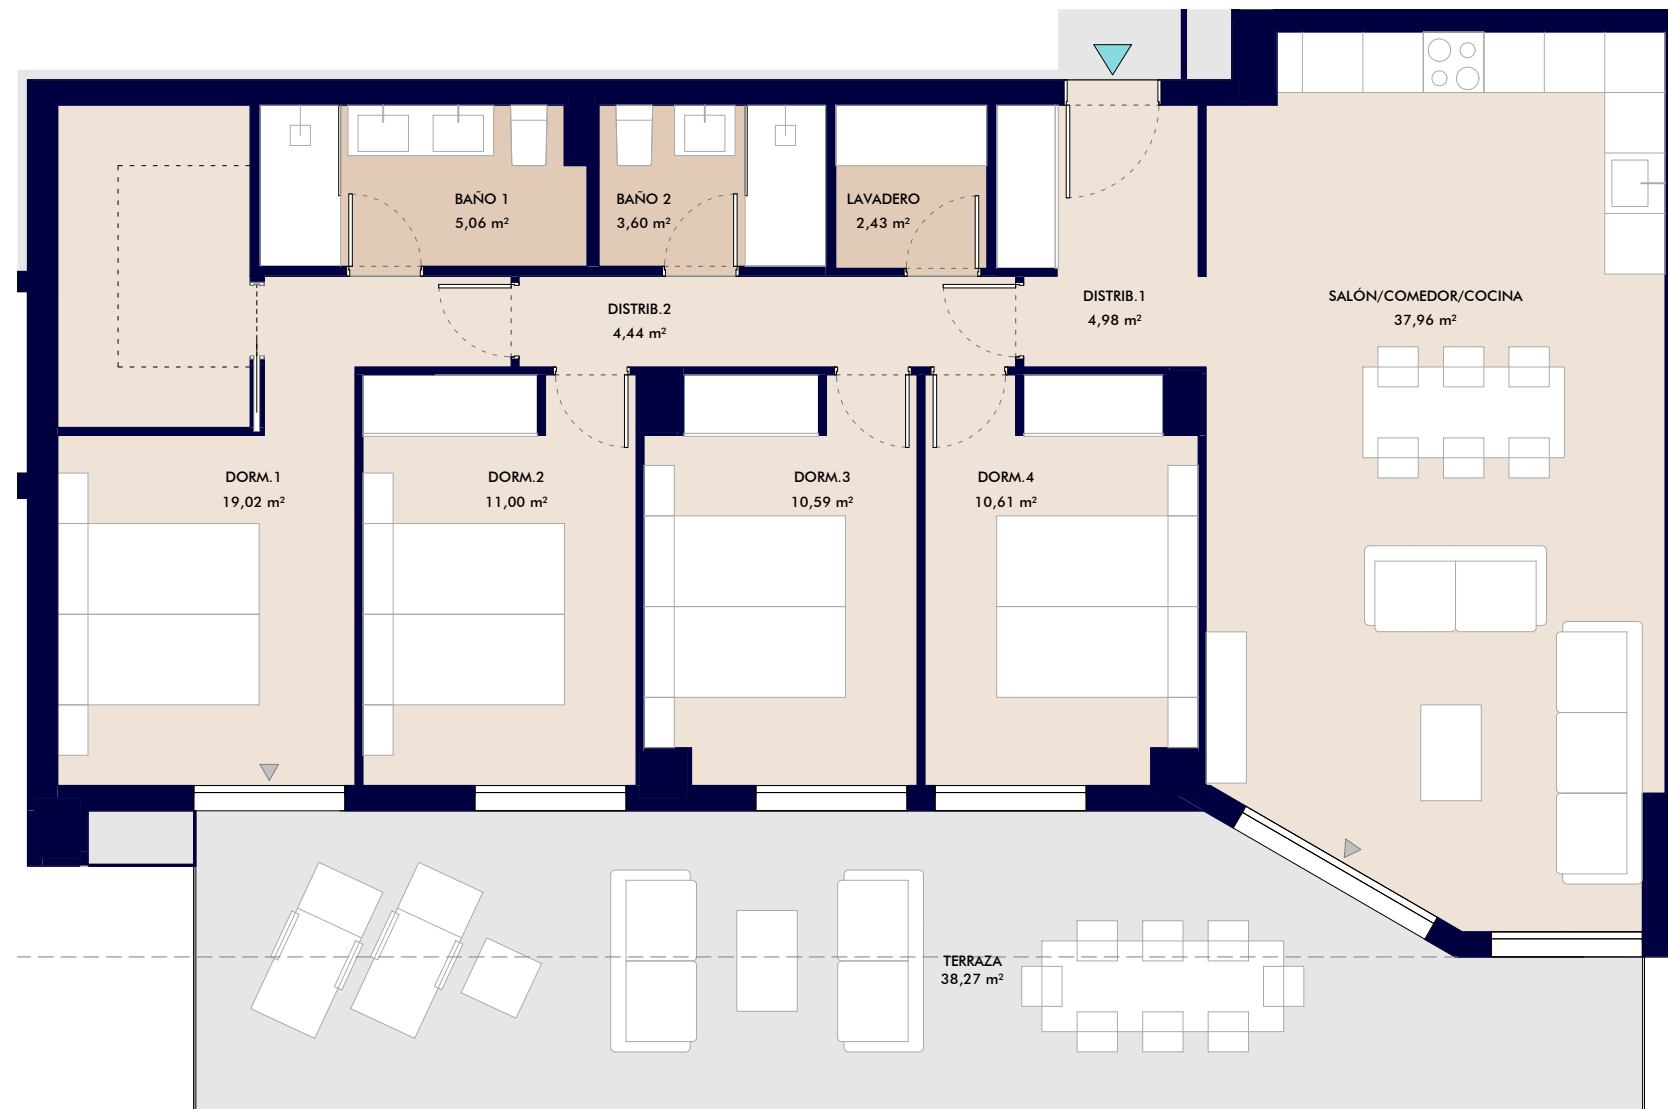 BAÑO 1
5,06 m²
BAÑO 2
3,60 m²
LAVADERO
2,43 m²
DISTRIB.2
4,44 m²
DISTRIB.1
4,98 m²
SALÓN/COMEDOR/COCINA
37,96 m²
DORM.1
19,02 m²
DORM.2
11,00 m²
DORM.3
10,59 m²
DORM.4
10,61 m²
TERRAZA
38,27 m²